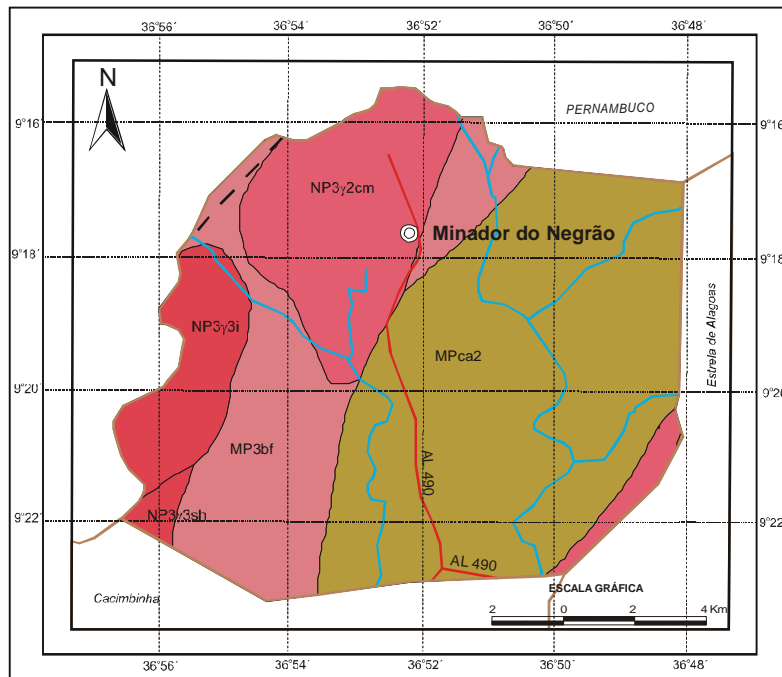 36°56´ 36°54´ 36°52´ 36°50´ 36°48´
N
PERNAMBUCO
9°16´ 9°16´
NP3γ2cm
Minador do Negrão
9°18´ 9°18´
Estrela de Alagoas
NP3γ3i
MPca2
9°20´ 9°20´
MP3bf
AL 490
NP3γ3sh
9°22´ 9°22´
AL 490
ESCALA GRÁFICA
Cacimbinha
2 0 2 4 Km
36°56´ 36°54´ 36°52´ 36°50´ 36°48´